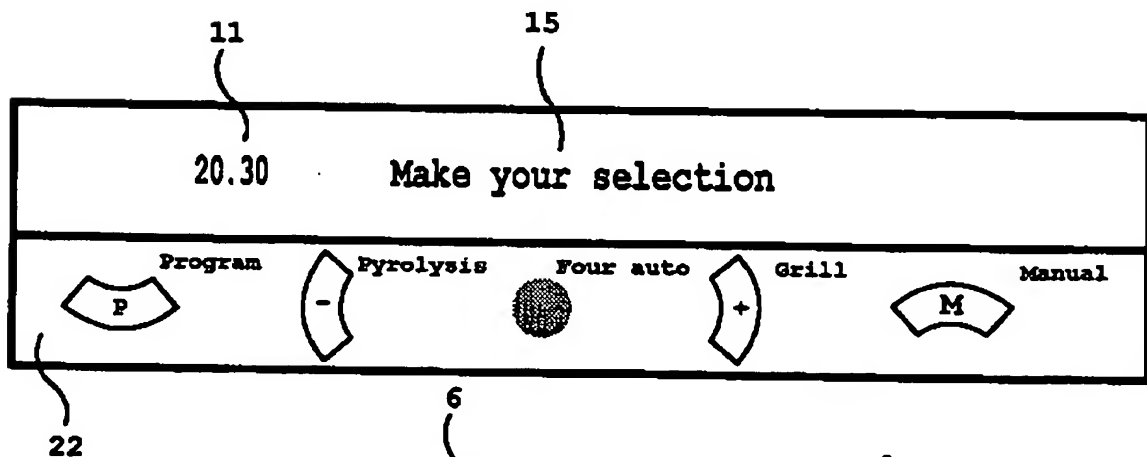 11 15
20.30 Make your selection
Program Pyrolysis Four auto Grill Manual
P - + M
22 6